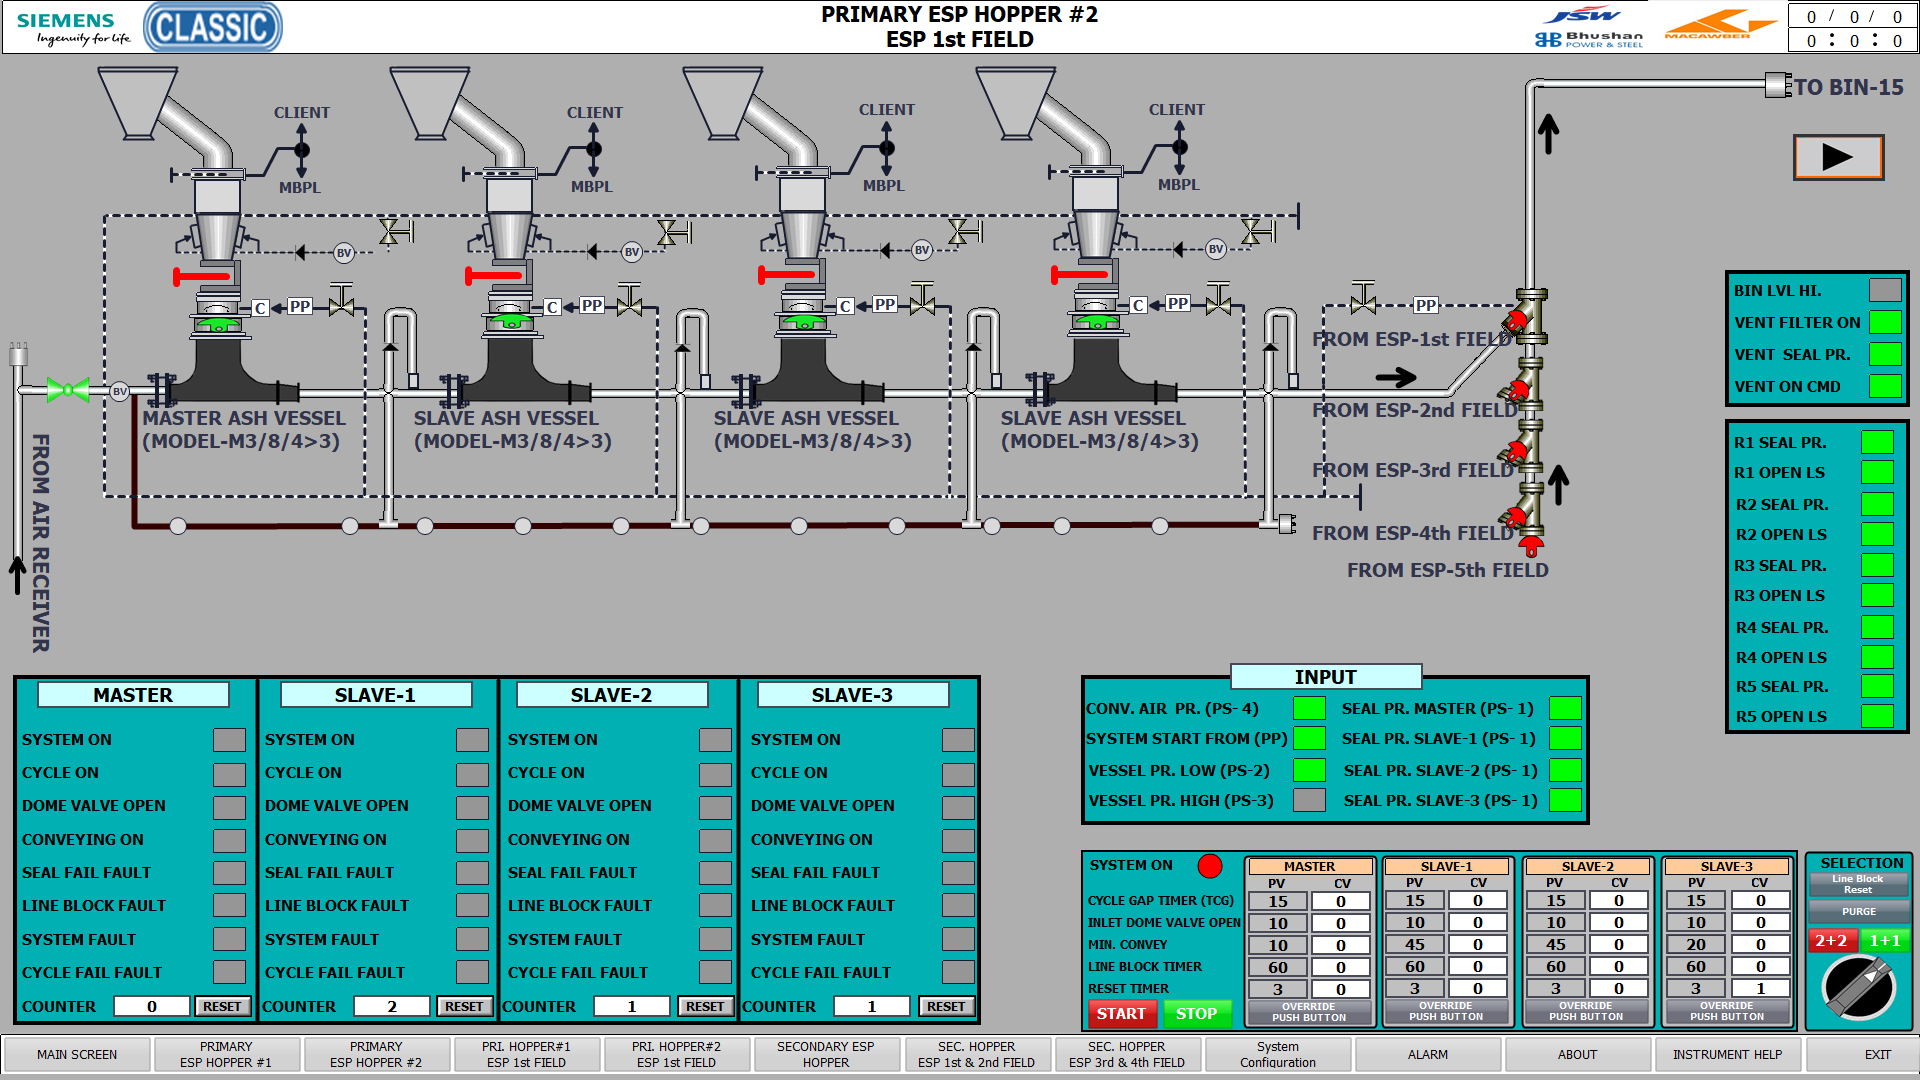 SIEMENS
Ingenuity for life
CLASSIC
PRIMARY ESP HOPPER #2
ESP 1st FIELD
JSW
Bhushan
POWER & STEEL
MACAWBER
0 / 0 / 0
0 : 0 : 0
TO BIN-15
CLIENT
MBPL
CLIENT
MBPL
CLIENT
MBPL
CLIENT
MBPL
BV
BV
BV
BV
C
PP
C
PP
C
PP
C
PP
PP
BV
MASTER ASH VESSEL
(MODEL-M3/8/4>3)
SLAVE ASH VESSEL
(MODEL-M3/8/4>3)
SLAVE ASH VESSEL
(MODEL-M3/8/4>3)
SLAVE ASH VESSEL
(MODEL-M3/8/4>3)
FROM AIR RECEIVER
FROM ESP-1st FIELD
FROM ESP-2nd FIELD
FROM ESP-3rd FIELD
FROM ESP-4th FIELD
FROM ESP-5th FIELD
BIN LVL HI.
VENT FILTER ON
VENT SEAL PR.
VENT ON CMD
R1 SEAL PR.
R1 OPEN LS
R2 SEAL PR.
R2 OPEN LS
R3 SEAL PR.
R3 OPEN LS
R4 SEAL PR.
R4 OPEN LS
R5 SEAL PR.
R5 OPEN LS
MASTER
SYSTEM ON
CYCLE ON
DOME VALVE OPEN
CONVEYING ON
SEAL FAIL FAULT
LINE BLOCK FAULT
SYSTEM FAULT
CYCLE FAIL FAULT
COUNTER 0 RESET
SLAVE-1
SYSTEM ON
CYCLE ON
DOME VALVE OPEN
CONVEYING ON
SEAL FAIL FAULT
LINE BLOCK FAULT
SYSTEM FAULT
CYCLE FAIL FAULT
COUNTER 2 RESET
SLAVE-2
SYSTEM ON
CYCLE ON
DOME VALVE OPEN
CONVEYING ON
SEAL FAIL FAULT
LINE BLOCK FAULT
SYSTEM FAULT
CYCLE FAIL FAULT
COUNTER 1 RESET
SLAVE-3
SYSTEM ON
CYCLE ON
DOME VALVE OPEN
CONVEYING ON
SEAL FAIL FAULT
LINE BLOCK FAULT
SYSTEM FAULT
CYCLE FAIL FAULT
COUNTER 1 RESET
INPUT
CONV. AIR PR. (PS- 4) SEAL PR. MASTER (PS- 1)
SYSTEM START FROM (PP) SEAL PR. SLAVE-1 (PS- 1)
VESSEL PR. LOW (PS-2) SEAL PR. SLAVE-2 (PS- 1)
VESSEL PR. HIGH (PS-3) SEAL PR. SLAVE-3 (PS- 1)
SYSTEM ON MASTER SLAVE-1 SLAVE-2 SLAVE-3
PV CV PV CV PV CV PV CV
CYCLE GAP TIMER (TCG) 15 0 15 0 15 0 15 0
INLET DOME VALVE OPEN 10 0 10 0 10 0 10 0
MIN. CONVEY 10 0 45 0 45 0 20 0
LINE BLOCK TIMER 60 0 60 0 60 0 60 0
RESET TIMER 3 0 3 0 3 0 3 1
START STOP
OVERRIDE
PUSH BUTTON
OVERRIDE
PUSH BUTTON
OVERRIDE
PUSH BUTTON
OVERRIDE
PUSH BUTTON
SELECTION
Line Block
Reset
PURGE
2+2 1+1
MAIN SCREEN
PRIMARY
ESP HOPPER #1
PRIMARY
ESP HOPPER #2
PRI. HOPPER#1
ESP 1st FIELD
PRI. HOPPER#2
ESP 1st FIELD
SECONDARY ESP
HOPPER
SEC. HOPPER
ESP 1st & 2nd FIELD
SEC. HOPPER
ESP 3rd & 4th FIELD
System
Configuration
ALARM
ABOUT
INSTRUMENT HELP
EXIT